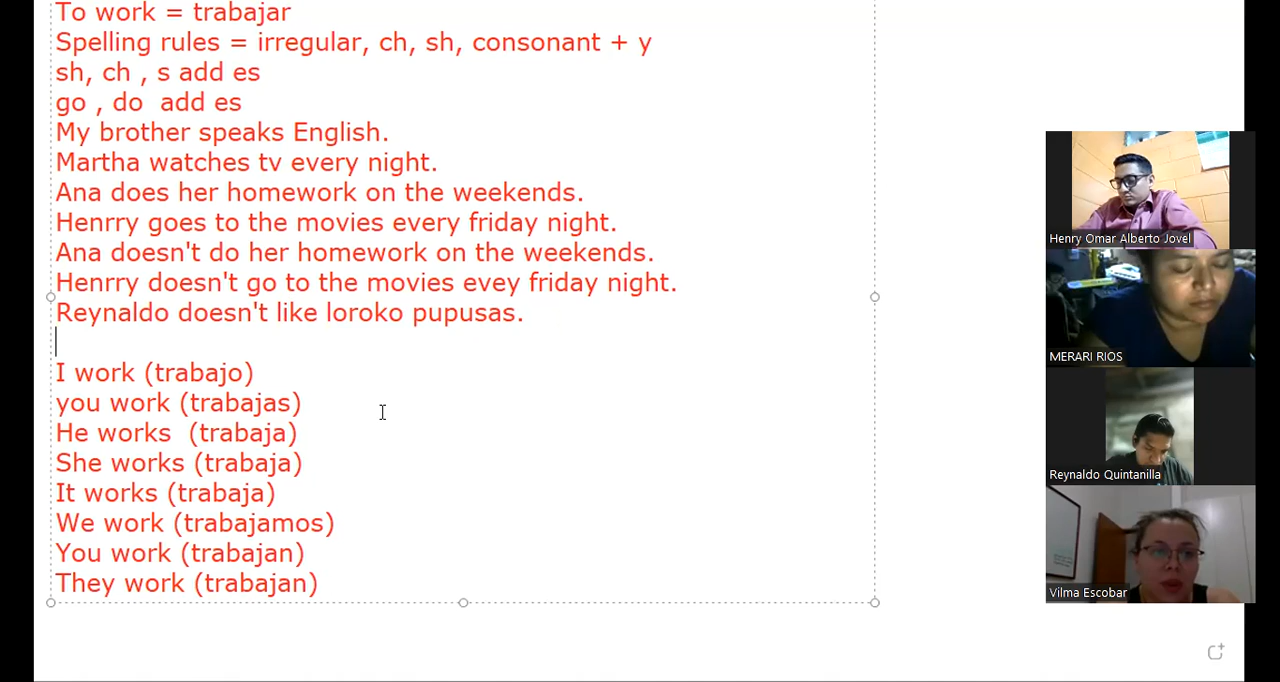 To work = trabajar
Spelling rules = irregular, ch, sh, consonant + y
sh, ch , s add es
go , do  add es
My brother speaks English.
Martha watches tv every night.
Ana does her homework on the weekends.
Henrry goes to the movies every friday night.
Ana doesn't do her homework on the weekends.
Henrry doesn't go to the movies evey friday night.
Reynaldo doesn't like loroko pupusas.
I work (trabajo)
you work (trabajas)
He works  (trabaja)
She works (trabaja)
It works (trabaja)
We work (trabajamos)
You work (trabajan)
They work (trabajan)
Henry Omar Alberto Jovel
MERARI RIOS
Reynaldo Quintanilla
Vilma Escobar